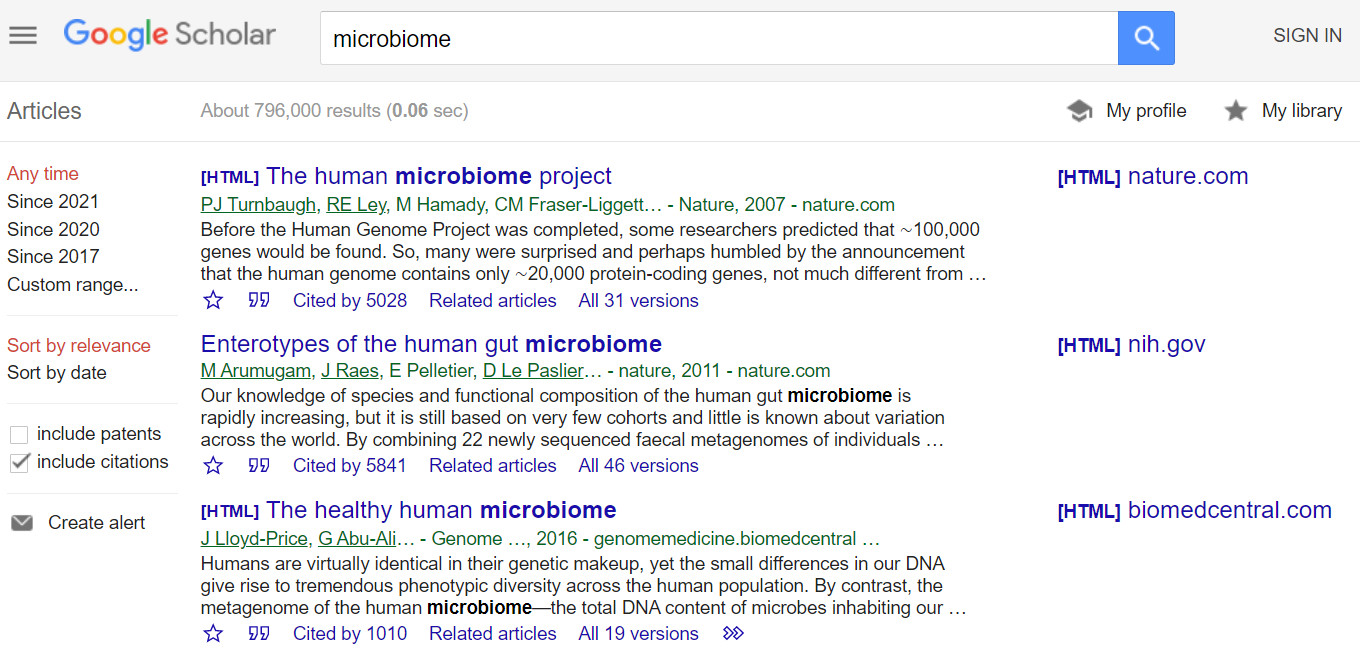 Google Scholar
microbiome
SIGN IN
Articles
About 796,000 results (0.06 sec)
My profile
My library
Any time
Since 2021
Since 2020
Since 2017
Custom range...
Sort by relevance
Sort by date
include patents
include citations
Create alert
[HTML] The human microbiome project
PJ Turnbaugh, RE Ley, M Hamady, CM Fraser-Liggett… - Nature, 2007 - nature.com
Before the Human Genome Project was completed, some researchers predicted that ~100,000
genes would be found. So, many were surprised and perhaps humbled by the announcement
that the human genome contains only ~20,000 protein-coding genes, not much different from …
Cited by 5028 Related articles All 31 versions
[HTML] nature.com
Enterotypes of the human gut microbiome
M Arumugam, J Raes, E Pelletier, D Le Paslier… - nature, 2011 - nature.com
Our knowledge of species and functional composition of the human gut microbiome is
rapidly increasing, but it is still based on very few cohorts and little is known about variation
across the world. By combining 22 newly sequenced faecal metagenomes of individuals …
Cited by 5841 Related articles All 46 versions
[HTML] nih.gov
[HTML] The healthy human microbiome
J Lloyd-Price, G Abu-Ali… - Genome …, 2016 - genomemedicine.biomedcentral …
Humans are virtually identical in their genetic makeup, yet the small differences in our DNA
give rise to tremendous phenotypic diversity across the human population. By contrast, the
metagenome of the human microbiome—the total DNA content of microbes inhabiting our …
Cited by 1010 Related articles All 19 versions
[HTML] biomedcentral.com